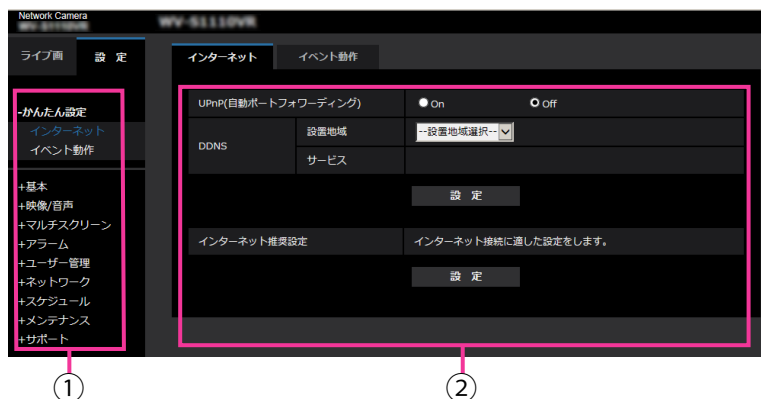 Network Camera
WV-S1110VR
ライブ画
設 定
インターネット
イベント動作
-かんたん設定
インターネット
イベント動作
+基本
+映像/音声
+マルチスクリーン
+アラーム
+ユーザー管理
+ネットワーク
+スケジュール
+メンテナンス
+サポート
UPnP(自動ポートフォワーディング)
On
Off
DDNS
設置地域
--設置地域選択--
サービス
設 定
インターネット推奨設定
インターネット接続に適した設定をします。
設 定
①
②